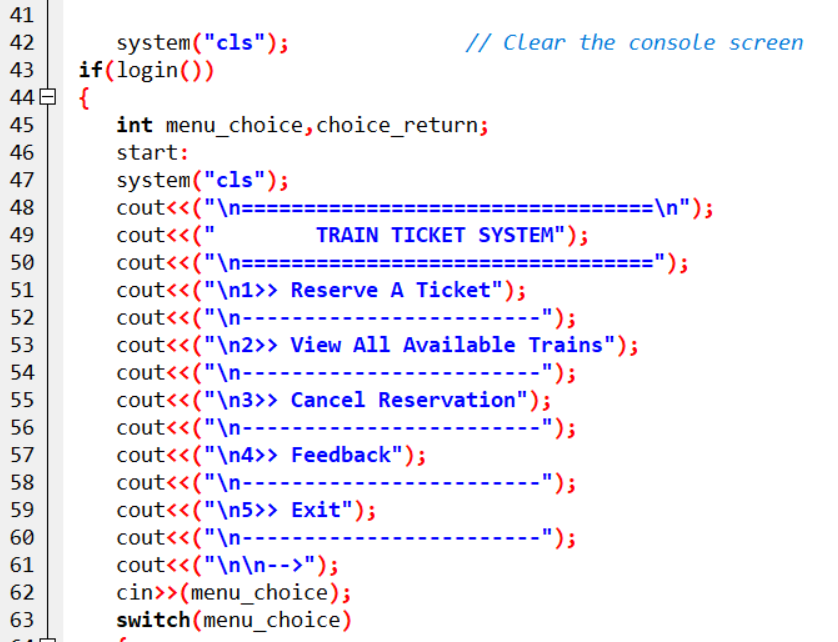 41
42 system("cls"); // Clear the console screen
43 if(login())
44 {
45 int menu_choice,choice_return;
46 start:
47 system("cls");
48 cout<<("\n=================================\n");
49 cout<<(" TRAIN TICKET SYSTEM");
50 cout<<("\n=================================");
51 cout<<("\n1>> Reserve A Ticket");
52 cout<<("\n------------------------");
53 cout<<("\n2>> View All Available Trains");
54 cout<<("\n------------------------");
55 cout<<("\n3>> Cancel Reservation");
56 cout<<("\n------------------------");
57 cout<<("\n4>> Feedback");
58 cout<<("\n------------------------");
59 cout<<("\n5>> Exit");
60 cout<<("\n------------------------");
61 cout<<("\n\n-->");
62 cin>>(menu_choice);
63 switch(menu_choice)